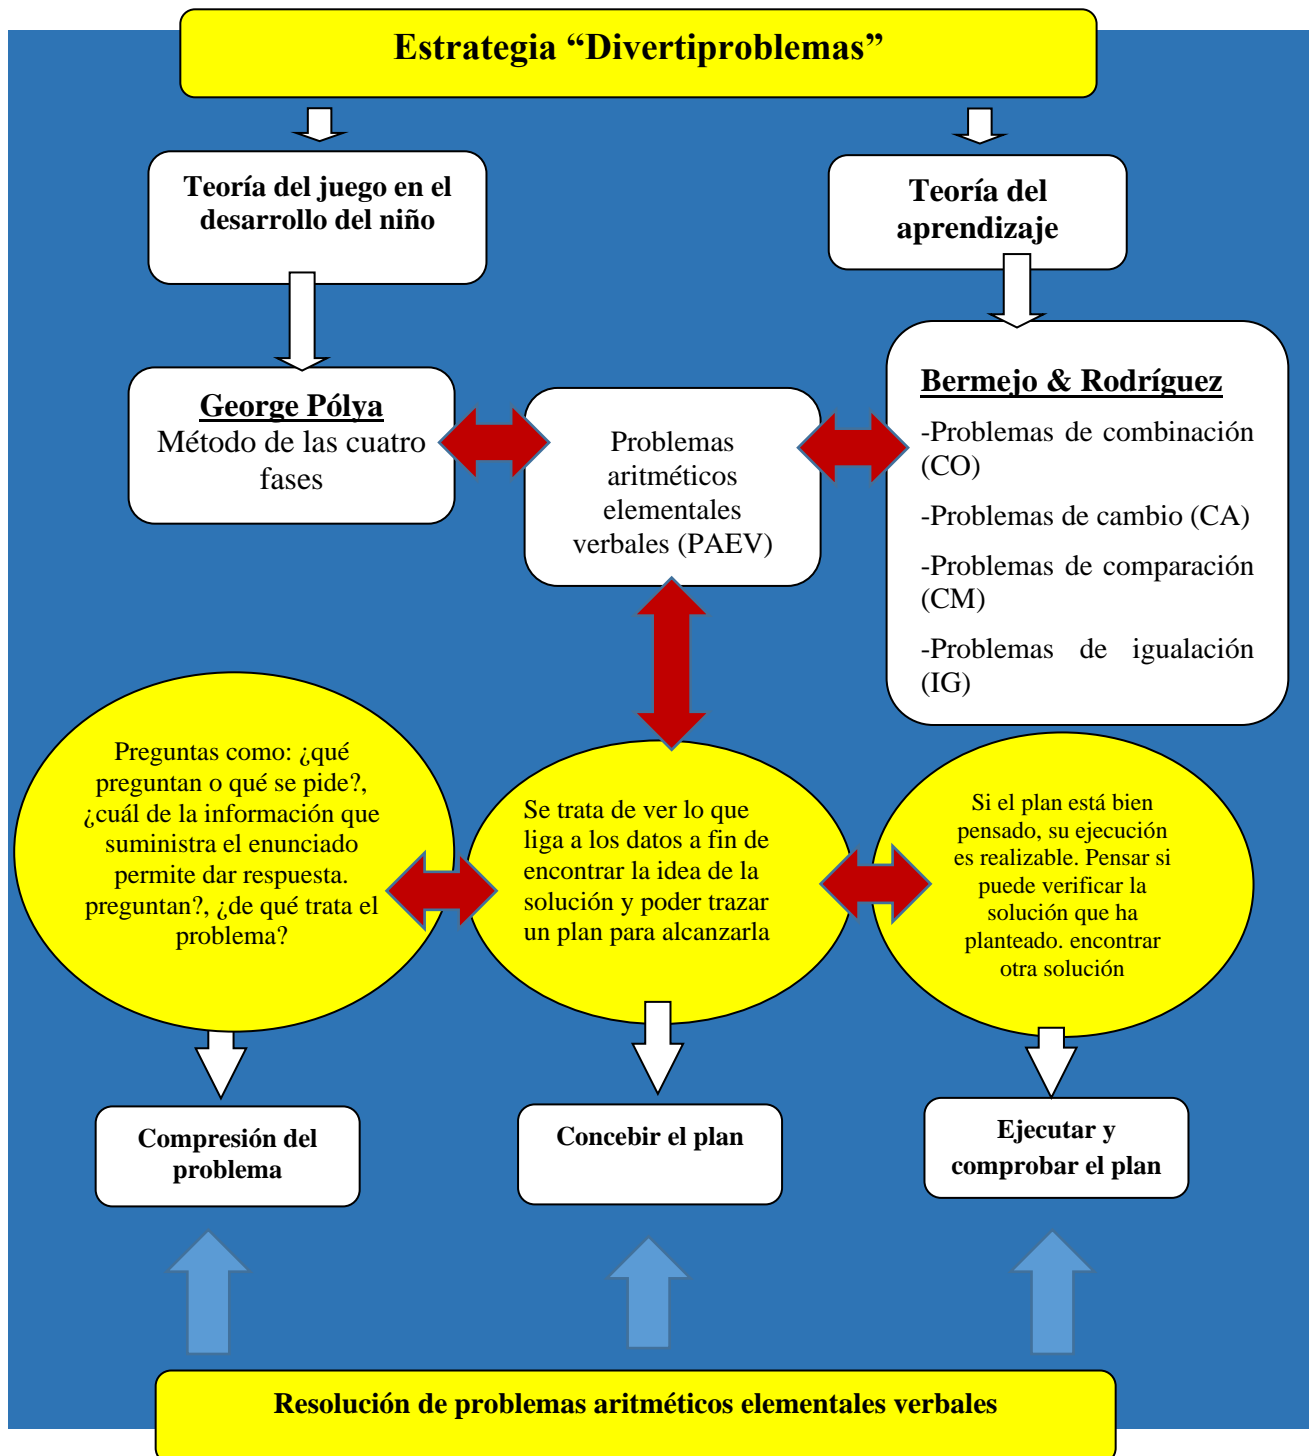 Estrategia “Divertiproblemas”
Teoría del juego en el
desarrollo del niño
Teoría del
aprendizaje
George Pólya
Método de las cuatro
fases
Problemas
aritméticos
elementales
verbales (PAEV)
Bermejo & Rodríguez
-Problemas de combinación
(CO)
-Problemas de cambio (CA)
-Problemas de comparación
(CM)
-Problemas de igualación
(IG)
Preguntas como: ¿qué
preguntan o qué se pide?,
¿cuál de la información que
suministra el enunciado
permite dar respuesta.
preguntan?, ¿de qué trata el
problema?
Se trata de ver lo que
liga a los datos a fin de
encontrar la idea de la
solución y poder trazar
un plan para alcanzarla
Si el plan está bien
pensado, su ejecución
es realizable. Pensar si
puede verificar la
solución que ha
planteado. encontrar
otra solución
Compresión del
problema
Concebir el plan
Ejecutar y
comprobar el plan
Resolución de problemas aritméticos elementales verbales